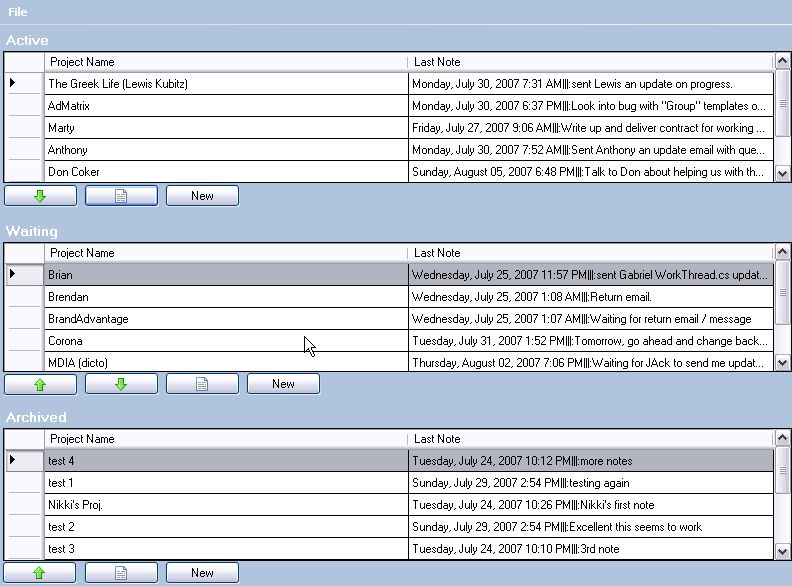 File
Active
Project Name Last Note
The Greek Life (Lewis Kubitz) Monday, July 30, 2007 7:31 AM|||:sent Lewis an update on progress.
AdMatrix Monday, July 30, 2007 6:37 PM|||:Look into bug with "Group" templates o...
Marty Friday, July 27, 2007 9:06 AM|||:Write up and deliver contract for working ...
Anthony Monday, July 30, 2007 7:52 AM|||:Sent Anthony an update email with que...
Don Coker Sunday, August 05, 2007 6:48 PM|||:Talk to Don about helping us with th...
New
Waiting
Project Name Last Note
Brian Wednesday, July 25, 2007 11:57 PM|||:sent Gabriel WorkThread.cs updat...
Brendan Wednesday, July 25, 2007 1:08 AM|||:Return email.
BrandAdvantage Wednesday, July 25, 2007 1:07 AM|||:Waiting for return email / message
Corona Tuesday, July 31, 2007 1:52 PM|||:Tomorrow, go ahead and change back...
MDIA (dicto) Thursday, August 02, 2007 7:06 PM|||:Waiting for JAck to send me updat...
New
Archived
Project Name Last Note
test 4 Tuesday, July 24, 2007 10:12 PM|||:more notes
test 1 Sunday, July 29, 2007 2:54 PM|||:testing again
Nikki's Proj. Tuesday, July 24, 2007 10:26 PM|||:Nikki's first note
test 2 Sunday, July 29, 2007 2:54 PM|||:Excellent this seems to work
test 3 Tuesday, July 24, 2007 10:10 PM|||:3rd note
New